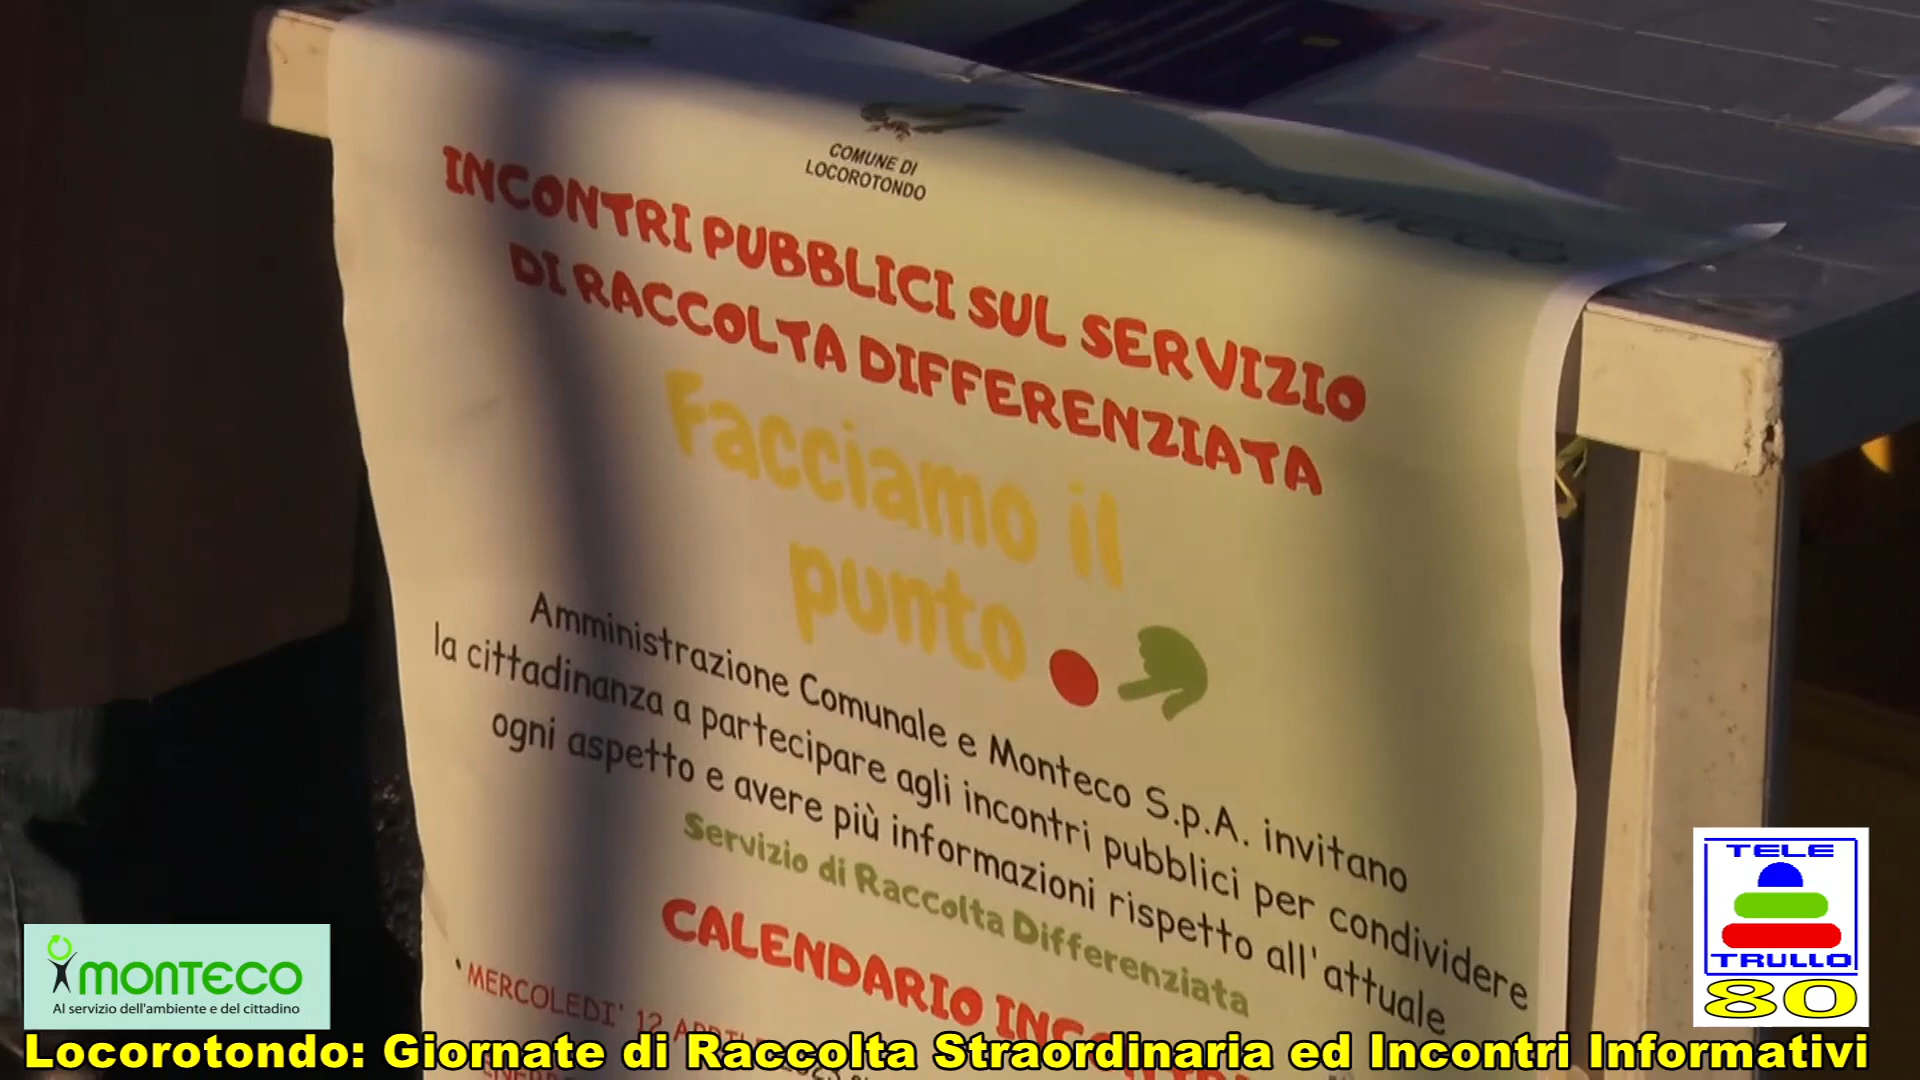 COMUNE DI
LOCOROTONDO
INCONTRI PUBBLICI SUL SERVIZIO
DI RACCOLTA DIFFERENZIATA
Facciamo il
punto
Amministrazione Comunale e Monteco S.p.A. invitano
la cittadinanza a partecipare agli incontri pubblici per condividere
ogni aspetto e avere più informazioni rispetto all'attuale
Servizio di Raccolta Differenziata
CALENDARIO
MERCOLEDI' 12
TELE
TRULLO
80
MONTECO
Al servizio dell'ambiente e del cittadino
Locorotondo: Giornate di Raccolta Straordinaria ed Incontri Informativi